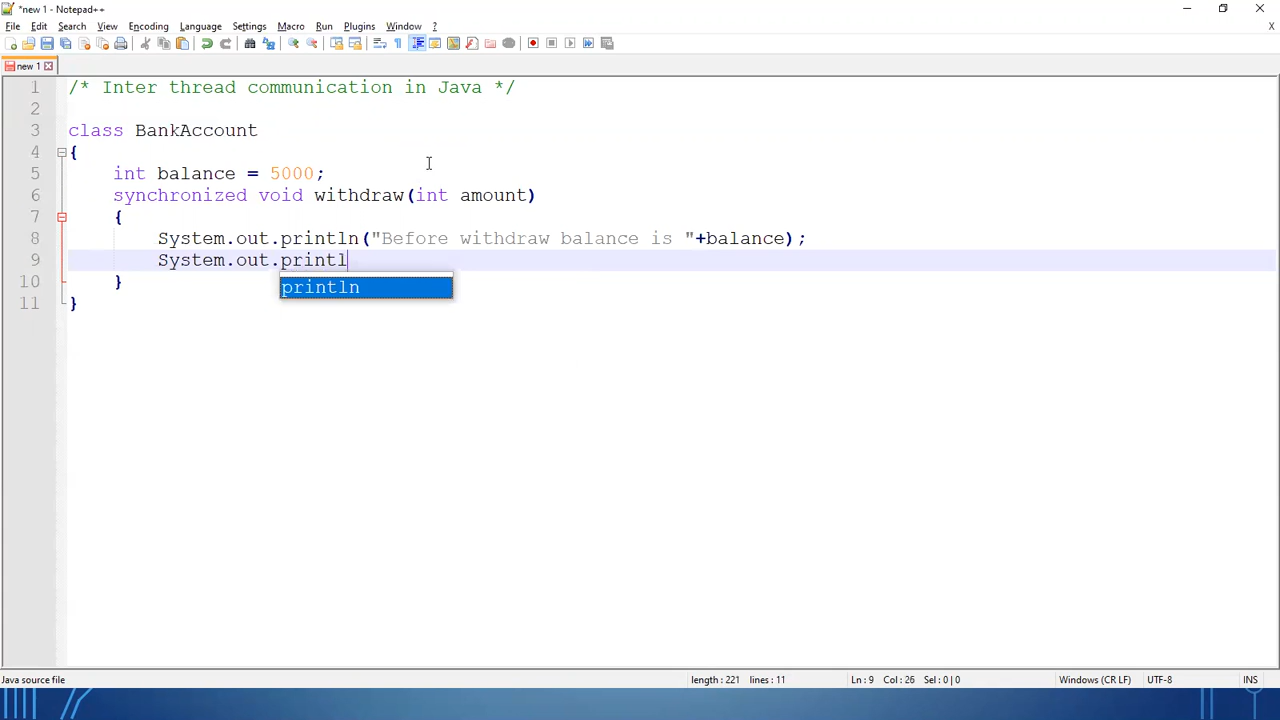 *new 1 - Notepad++
File Edit Search View Encoding Language Settings Macro Run Plugins Window ?
X
new 1
1 /* Inter thread communication in Java */
2
3 class BankAccount
4 {
5 int balance = 5000;
6 synchronized void withdraw(int amount)
7 {
8 System.out.println("Before withdraw balance is "+balance);
9 System.out.printl
10 }
println
11 }
Java source file length : 221 lines : 11 Ln : 9 Col : 26 Sel : 0 | 0 Windows (CR LF) UTF-8 INS